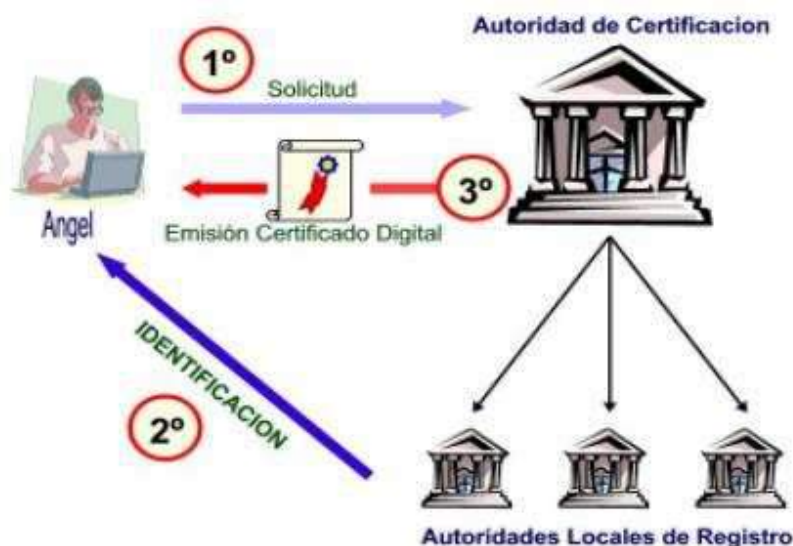 Autoridad de Certificacion
1º
Solicitud
3º
Emisión Certificado Digital
Angel
IDENTIFICACION
2º
Autoridades Locales de Registro